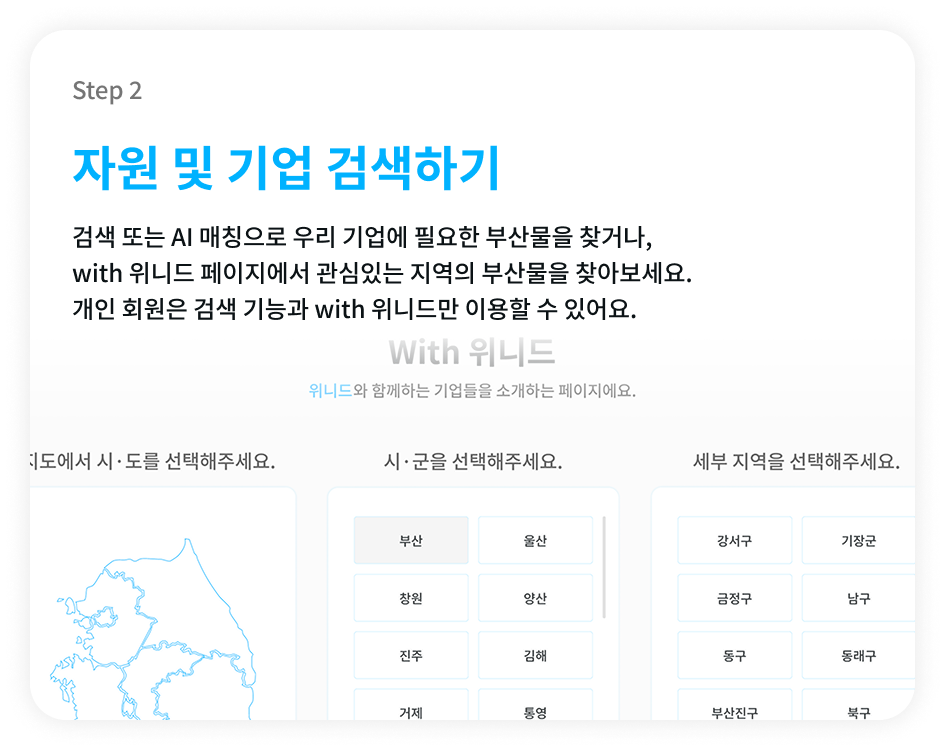 Step 2
자원 및 기업 검색하기
검색 또는 AI 매칭으로 우리 기업에 필요한 부산물을 찾거나,
with 위니드 페이지에서 관심있는 지역의 부산물을 찾아보세요.
개인 회원은 검색 기능과 with 위니드만 이용할 수 있어요.
With 위니드
위니드와 함께하는 기업들을 소개하는 페이지에요.
지도에서 시·도를 선택해주세요.
시·군을 선택해주세요.
세부 지역을 선택해주세요.
부산 울산
창원 양산
진주 김해
거제 통영
강서구 기장군
금정구 남구
동구 동래구
부산진구 북구